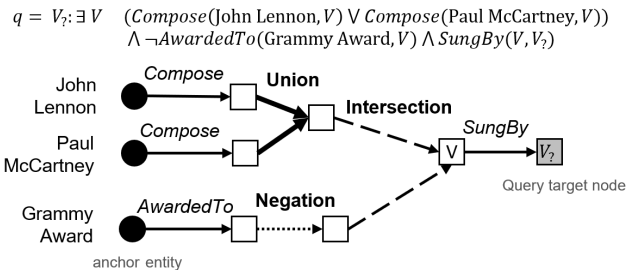 q = V?: ∃ V (Compose(John Lennon, V) ∨ Compose(Paul McCartney, V))
∧ ¬AwardedTo(Grammy Award, V) ∧ SungBy(V, V?)
John
Lennon
Compose
Union
Intersection
Paul
McCartney
Compose
V
SungBy
V?
Query target node
Grammy
Award
AwardedTo
Negation
anchor entity